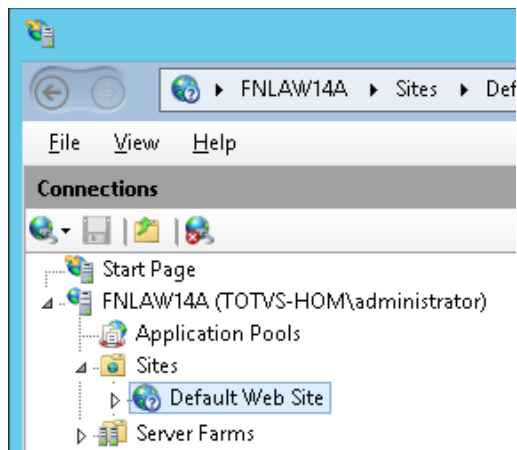 FNLAW14A ▸ Sites ▸ Def
File View Help
Connections
Start Page
FNLAW14A (TOTVS-HOM\administrator)
Application Pools
Sites
Default Web Site
Server Farms